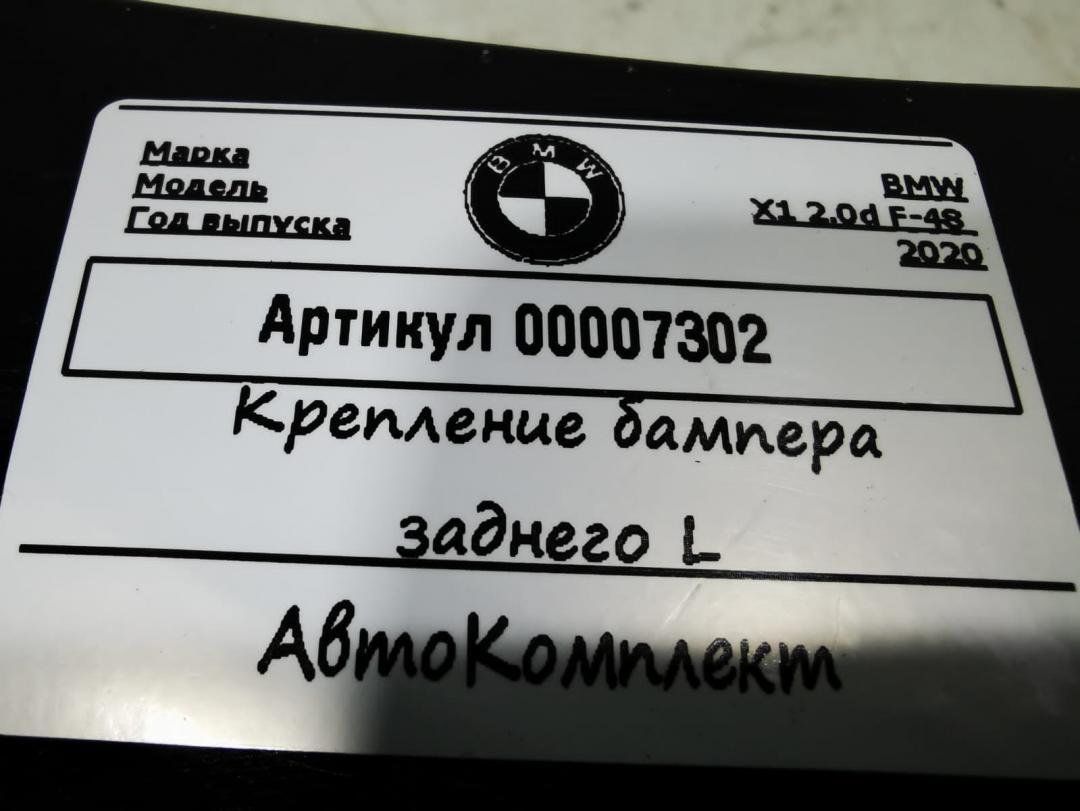 Марка
BMW
BMW
Модель
X1 2.0d F-48
Год выпуска
2020
Артикул 00007302
Крепление бампера
заднего L
АвтоКомплект